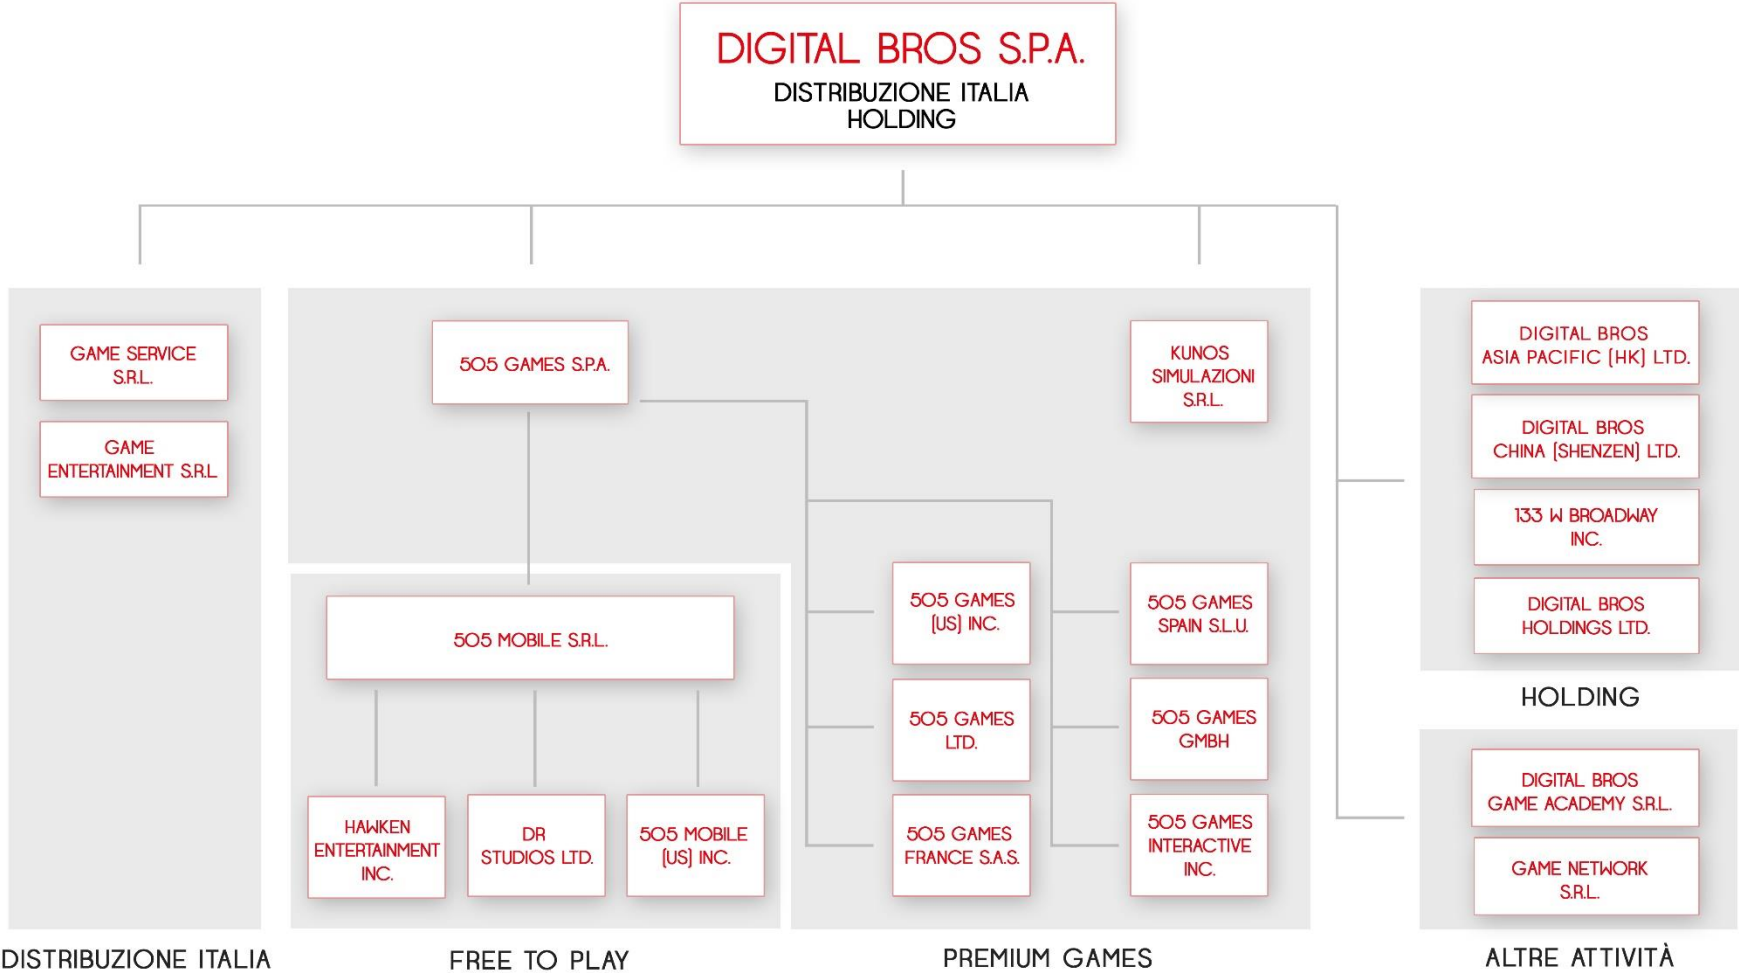 DIGITAL BROS S.P.A.
DISTRIBUZIONE ITALIA
HOLDING
GAME SERVICE
S.R.L.
GAME
ENTERTAINMENT S.R.L
505 GAMES S.P.A.
KUNOS
SIMULAZIONI
S.R.L.
505 MOBILE S.R.L.
HAWKEN
ENTERTAINMENT
INC.
DR
STUDIOS LTD.
505 MOBILE
(US) INC.
505 GAMES
(US) INC.
505 GAMES
LTD.
505 GAMES
FRANCE S.A.S.
505 GAMES
SPAIN S.L.U.
505 GAMES
GMBH
505 GAMES
INTERACTIVE
INC.
DIGITAL BROS
ASIA PACIFIC (HK) LTD.
DIGITAL BROS
CHINA (SHENZEN) LTD.
133 W BROADWAY
INC.
DIGITAL BROS
HOLDINGS LTD.
HOLDING
DIGITAL BROS
GAME ACADEMY S.R.L.
GAME NETWORK
S.R.L.
DISTRIBUZIONE ITALIA
FREE TO PLAY
PREMIUM GAMES
ALTRE ATTIVITÀ